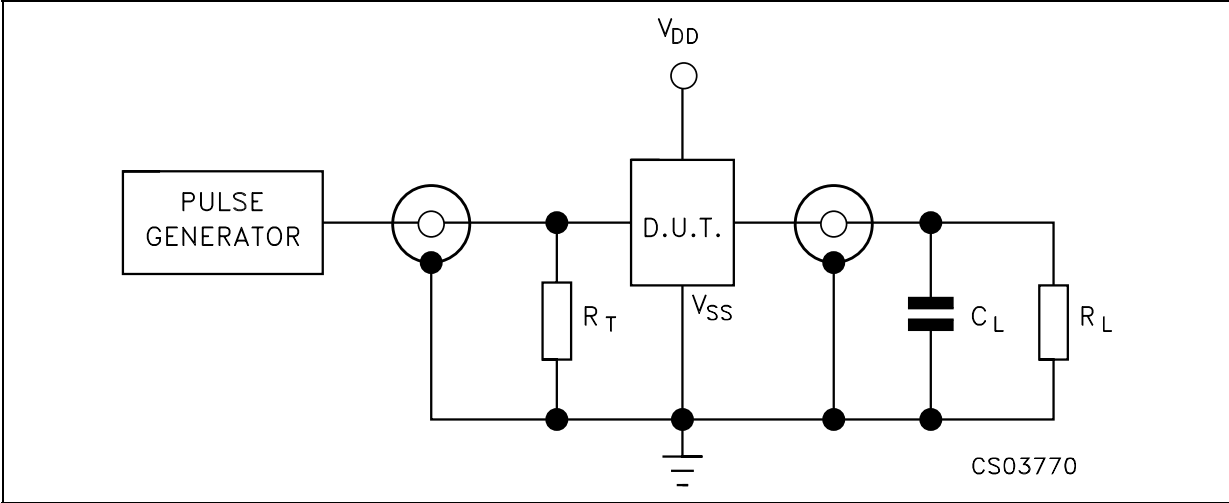 VDD
PULSE
GENERATOR
D.U.T.
VSS
RT
CL
RL
CS03770